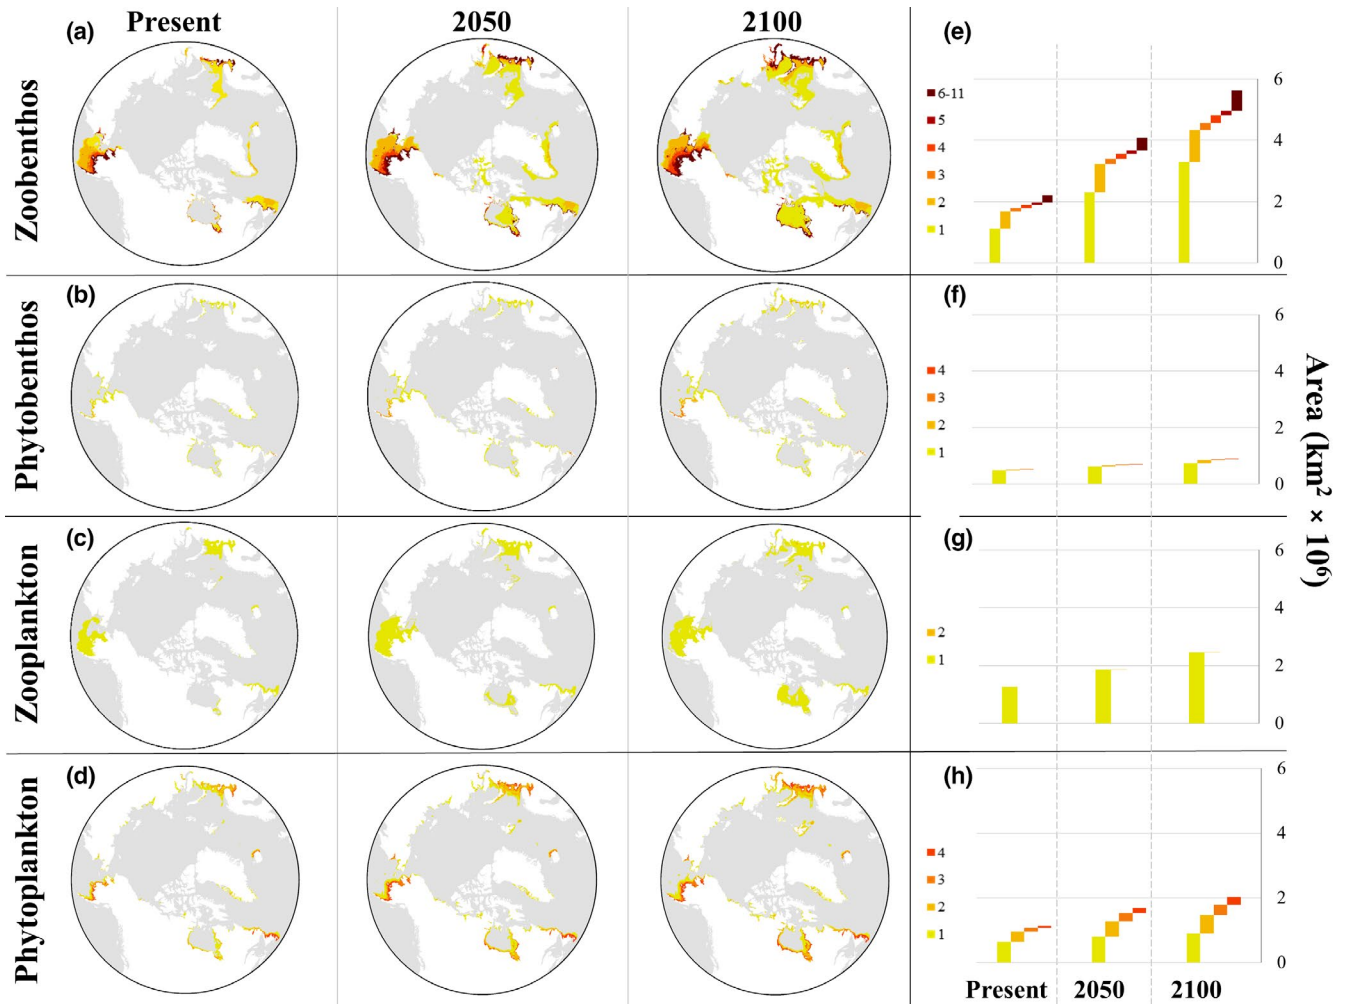 Present 2050 2100
(a) (e)
Zoobenthos
6
4
2
0
6-11
5
4
3
2
1
(b) (f)
Phytobenthos
6
4
2
0
4
3
2
1
(c) (g)
Zooplankton
6
4
2
0
2
1
(d) (h)
Phytoplankton
6
4
2
0
4
3
2
1
Present 2050 2100
Area (km² × 10⁶)